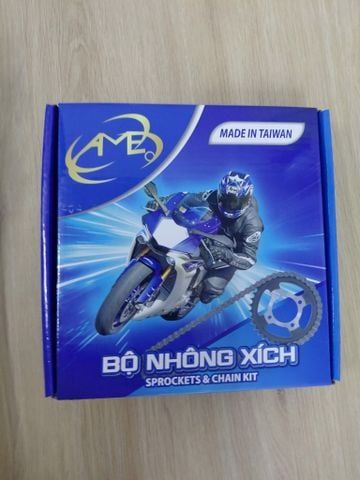 AME
MADE IN TAIWAN
BỘ NHÔNG XÍCH
SPROCKETS & CHAIN KIT